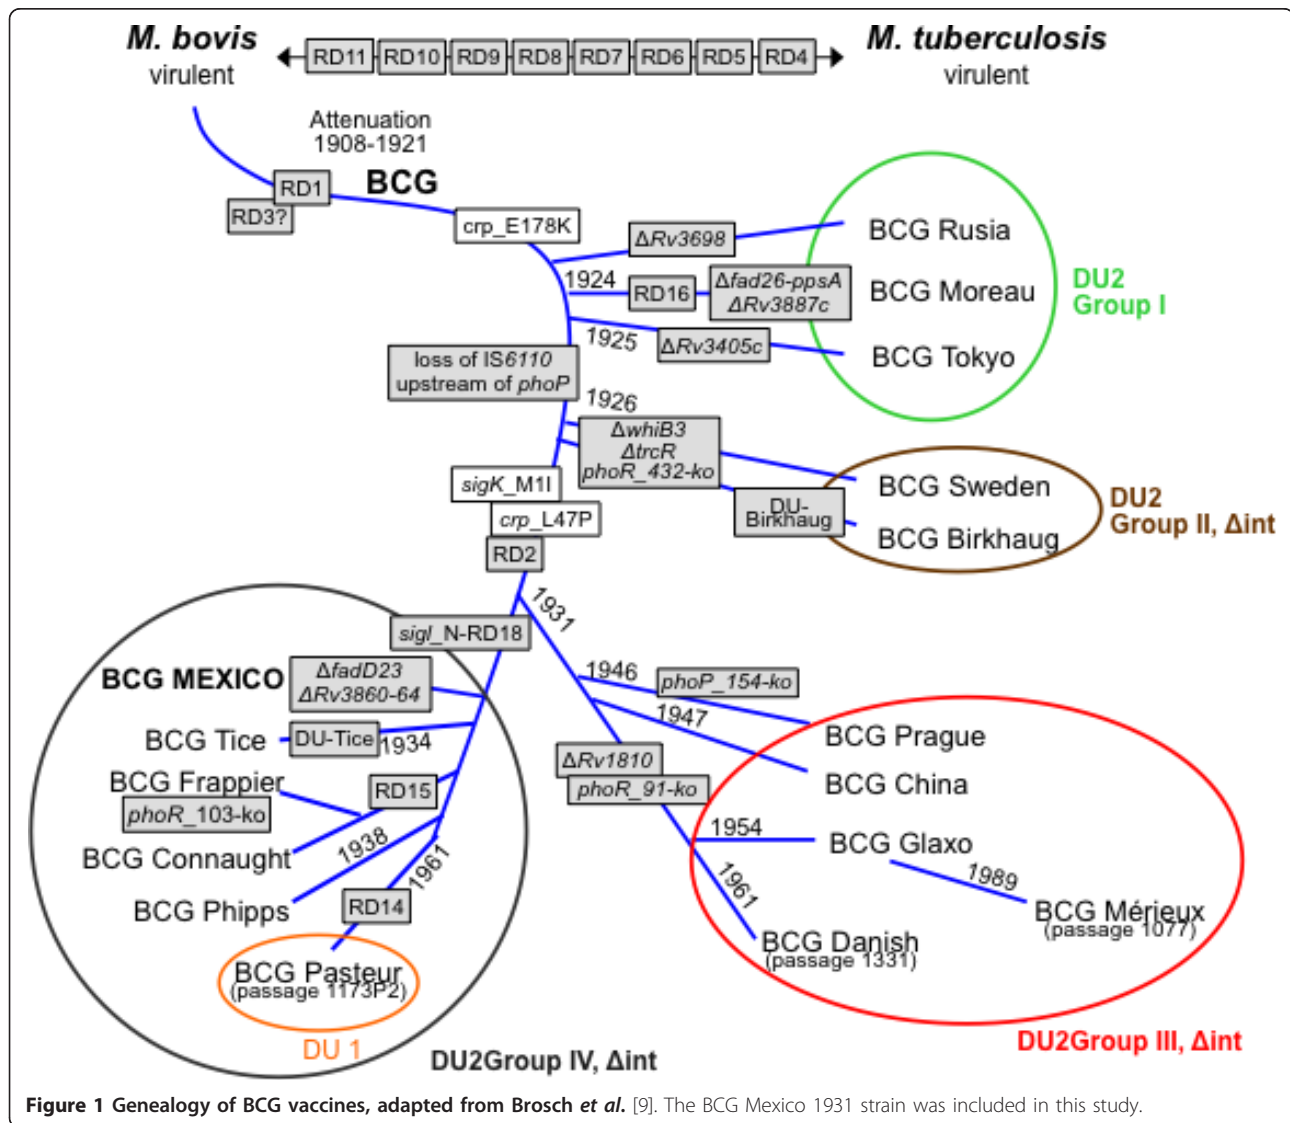 M. bovis
virulent
RD11 RD10 RD9 RD8 RD7 RD6 RD5 RD4
M. tuberculosis
virulent
Attenuation
1908-1921
RD1
RD3?
BCG
crp_E178K
ΔRv3698
BCG Rusia
1924
RD16
Δfad26-ppsA
ΔRv3887c
BCG Moreau
DU2
Group I
1925
ΔRv3405c
BCG Tokyo
loss of IS6110
upstream of phoP
1926
ΔwhiB3
ΔtrcR
phoR_432-ko
sigK_M1I
crp_L47P
RD2
BCG Sweden
DU-
Birkhaug
BCG Birkhaug
DU2
Group II, Δint
1931
sigI_N-RD18
BCG MEXICO
ΔfadD23
ΔRv3860-64
BCG Tice
DU-Tice
1934
BCG Frappier
phoR_103-ko
RD15
BCG Connaught
1938
1961
BCG Phipps
RD14
BCG Pasteur
(passage 1173P2)
DU 1
DU2Group IV, Δint
1946
phoP_154-ko
1947
BCG Prague
BCG China
ΔRv1810
phoR_91-ko
1954
BCG Glaxo
1961
1989
BCG Mérieux
(passage 1077)
BCG Danish
(passage 1331)
DU2Group III, Δint
Figure 1 Genealogy of BCG vaccines, adapted from Brosch et al. [9]. The BCG Mexico 1931 strain was included in this study.